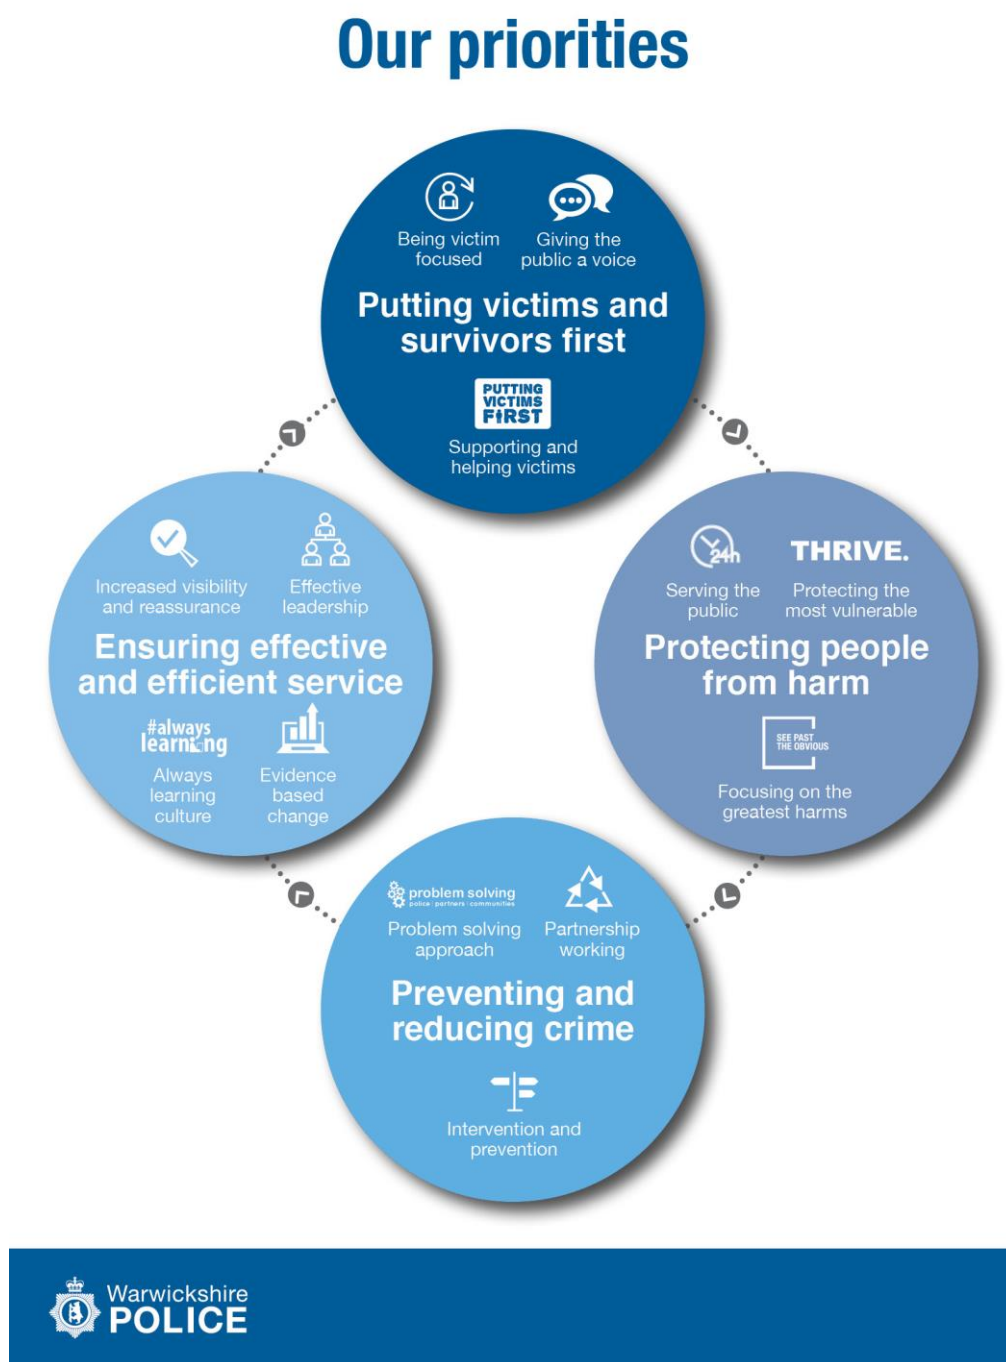 Our priorities
Being victim
focused
Giving the
public a voice
Putting victims and
survivors first
PUTTING
VICTIMS
FIRST
Supporting and
helping victims
Increased visibility
and reassurance
Effective
leadership
Ensuring effective
and efficient service
#always
learning
Always
learning
culture
Evidence
based
change
24h
Serving the
public
THRIVE.
Protecting the
most vulnerable
Protecting people
from harm
SEE PAST
THE OBVIOUS
Focusing on the
greatest harms
problem solving
police | partners | communities
Problem solving
approach
Partnership
working
Preventing and
reducing crime
Intervention and
prevention
Warwickshire
POLICE